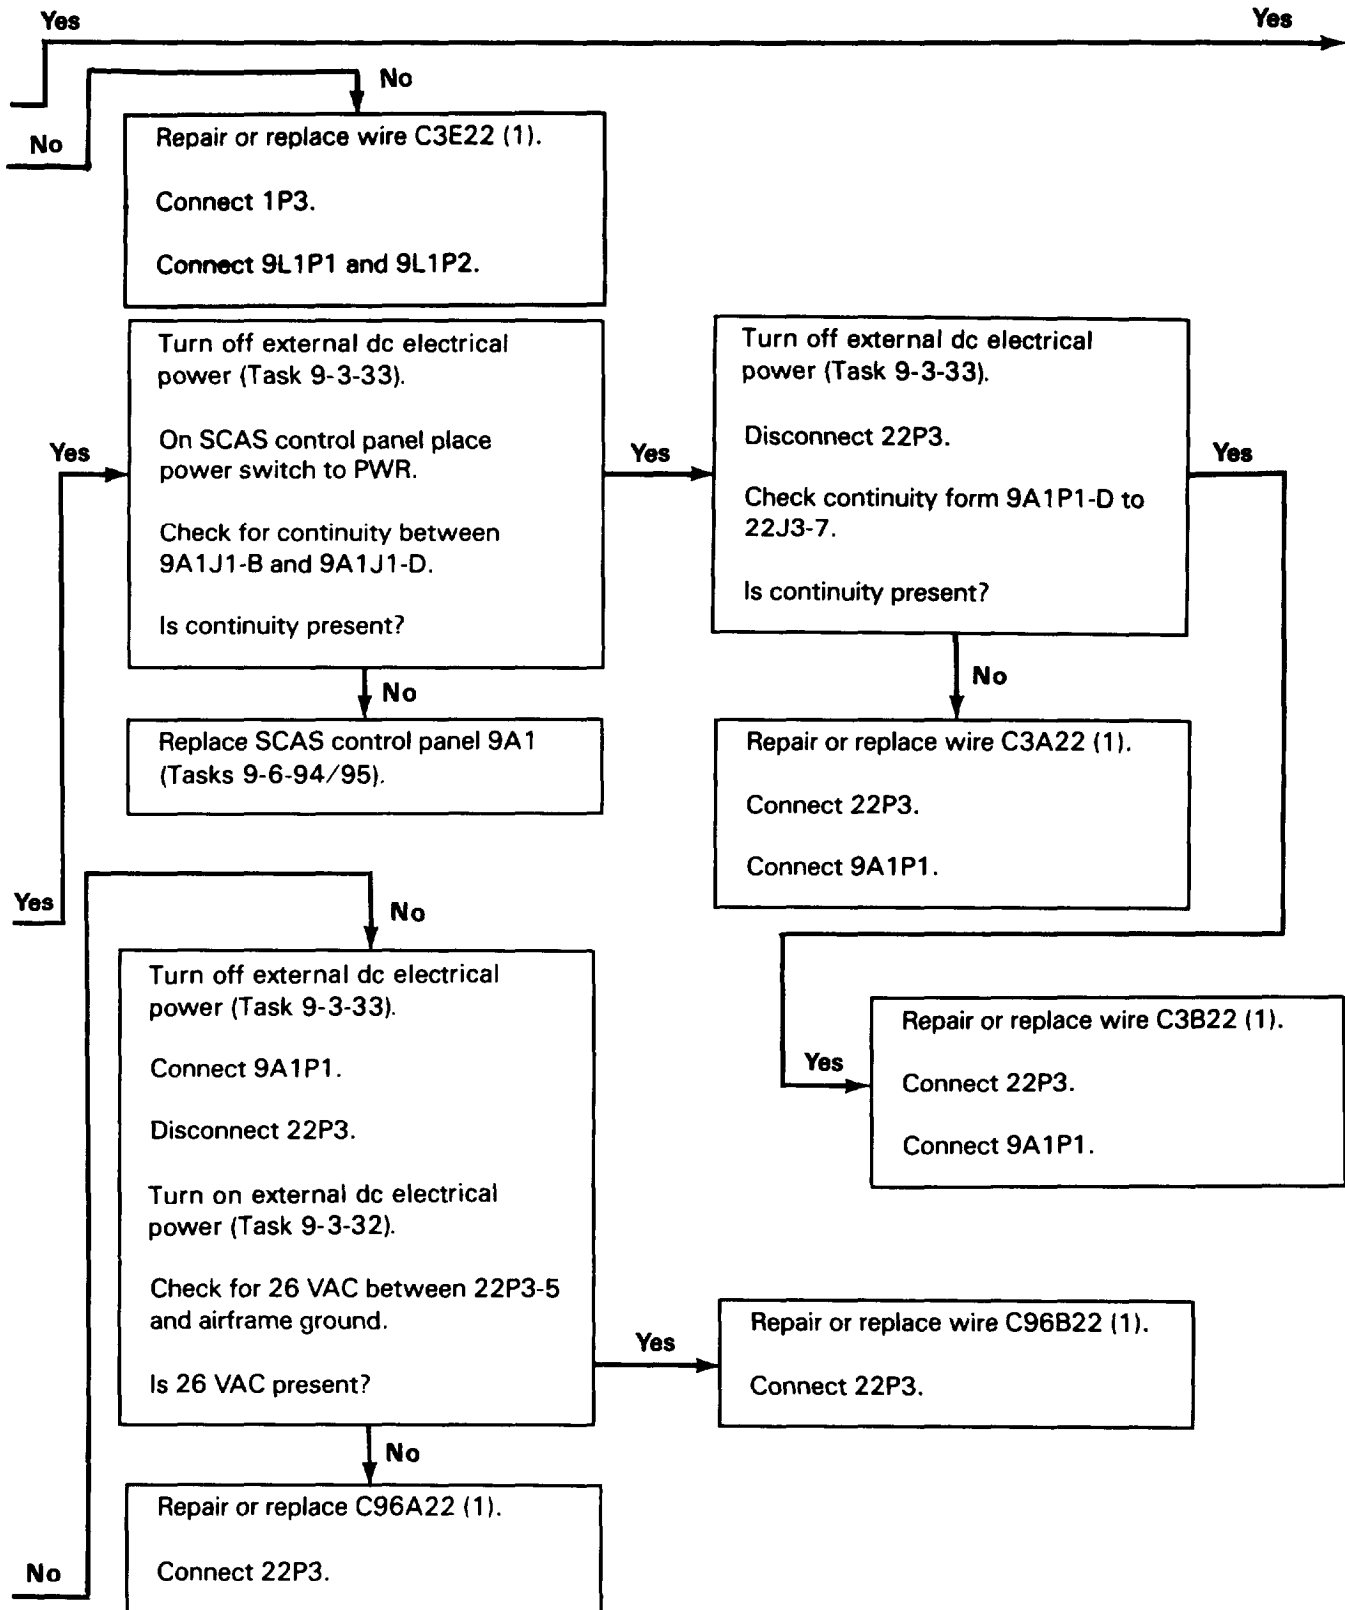 Yes
Yes
No
No
Repair or replace wire C3E22 (1).
Connect 1P3.
Connect 9L1P1 and 9L1P2.
Yes
Turn off external dc electrical
power (Task 9-3-33).
On SCAS control panel place
power switch to PWR.
Check for continuity between
9A1J1-B and 9A1J1-D.
Is continuity present?
Yes
Turn off external dc electrical
power (Task 9-3-33).
Disconnect 22P3.
Check continuity form 9A1P1-D to
22J3-7.
Is continuity present?
Yes
No
Replace SCAS control panel 9A1
(Tasks 9-6-94/95).
No
Repair or replace wire C3A22 (1).
Connect 22P3.
Connect 9A1P1.
Yes
No
Turn off external dc electrical
power (Task 9-3-33).
Connect 9A1P1.
Disconnect 22P3.
Turn on external dc electrical
power (Task 9-3-32).
Check for 26 VAC between 22P3-5
and airframe ground.
Is 26 VAC present?
Yes
Repair or replace wire C3B22 (1).
Connect 22P3.
Connect 9A1P1.
Yes
Repair or replace wire C96B22 (1).
Connect 22P3.
No
Repair or replace C96A22 (1).
Connect 22P3.
No